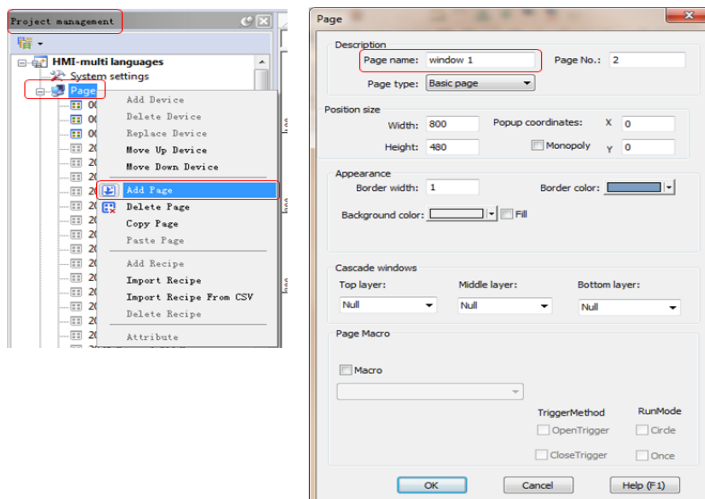 Project management
HMI-multi languages
System settings
Page
Add Device
Delete Device
Replace Device
Move Up Device
Move Down Device
Add Page
Delete Page
Copy Page
Paste Page
Add Recipe
Import Recipe
Import Recipe From CSV
Delete Recipe
Attribute
Page
Description
Page name: window 1 Page No.: 2
Page type: Basic page
Position size
Width: 800 Popup coordinates: X 0
Height: 480 Monopoly Y 0
Appearance
Border width: 1 Border color:
Background color: Fill
Cascade windows
Top layer: Middle layer: Bottom layer:
Null Null Null
Page Macro
Macro
TriggerMethod RunMode
OpenTrigger Circle
CloseTrigger Once
OK Cancel Help (F1)